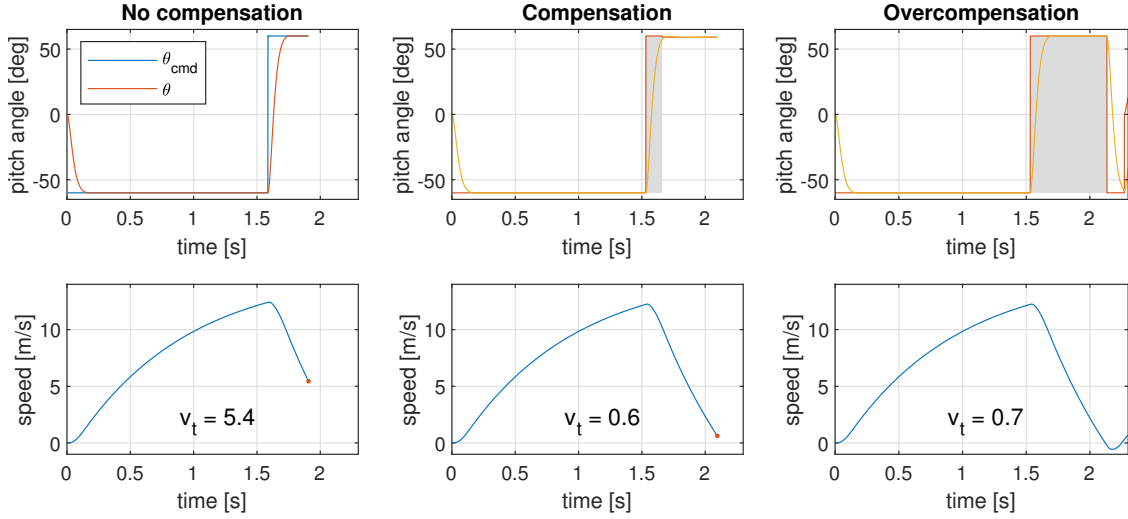 No compensation
Compensation
Overcompensation
pitch angle [deg]
50
0
-50
θcmd
θ
0
0.5
1
1.5
2
time [s]
pitch angle [deg]
50
0
-50
0
0.5
1
1.5
2
time [s]
pitch angle [deg]
50
0
-50
0
0.5
1
1.5
2
time [s]
speed [m/s]
10
5
0
vt = 5.4
0
0.5
1
1.5
2
time [s]
speed [m/s]
10
5
0
vt = 0.6
0
0.5
1
1.5
2
time [s]
speed [m/s]
10
5
0
vt = 0.7
0
0.5
1
1.5
2
time [s]